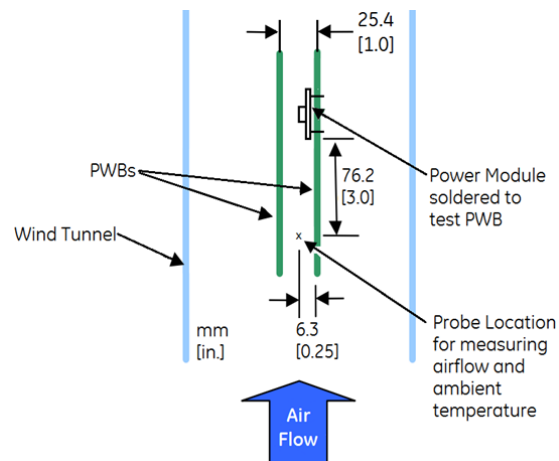 25.4
[1.0]
PWBs
76.2
[3.0]
Power Module
soldered to
test PWB
Wind Tunnel
x
mm
[in.]
6.3
[0.25]
Probe Location
for measuring
airflow and
ambient
temperature
Air
Flow